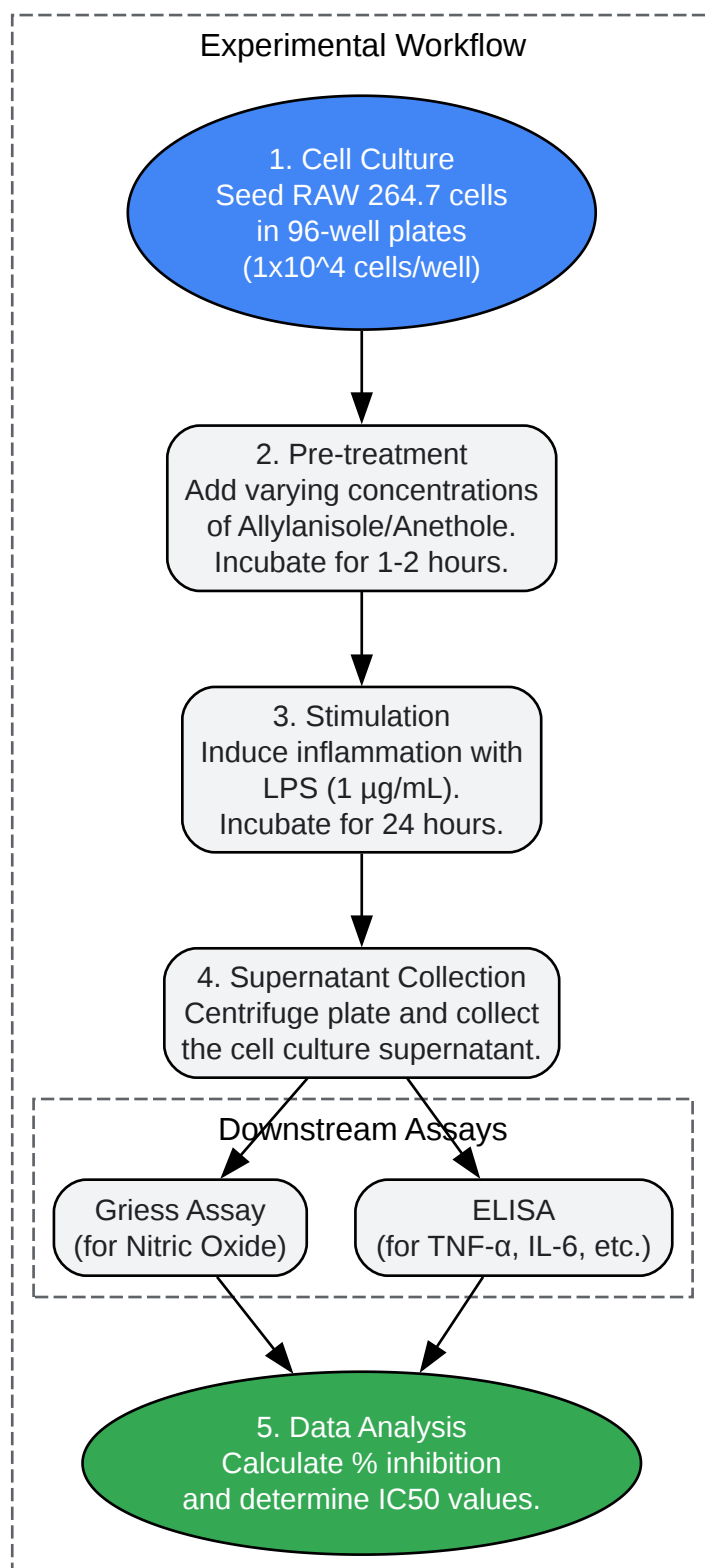 Experimental Workflow
1. Cell Culture
Seed RAW 264.7 cells
in 96-well plates
(1x10^4 cells/well)
2. Pre-treatment
Add varying concentrations
of Allylanisole/Anethole.
Incubate for 1-2 hours.
3. Stimulation
Induce inflammation with
LPS (1 µg/mL).
Incubate for 24 hours.
4. Supernatant Collection
Centrifuge plate and collect
the cell culture supernatant.
Downstream Assays
Griess Assay
(for Nitric Oxide)
ELISA
(for TNF-α, IL-6, etc.)
5. Data Analysis
Calculate % inhibition
and determine IC50 values.